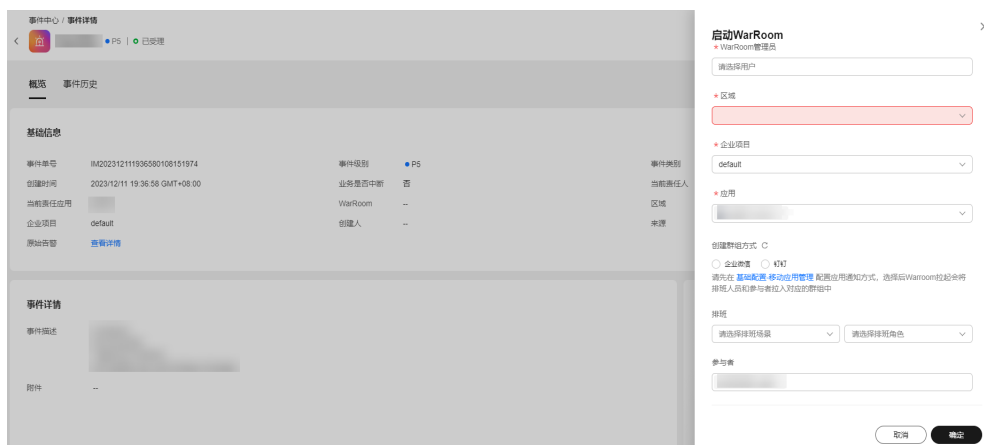 事件中心 / 事件详情
P5 | 已受理
概览 事件历史
基础信息
事件单号 IM20231211193658010815​1974 事件级别 P5 事件类别
创建时间 2023/12/11 19:36:58 GMT+08:00 业务是否中断 否 当前责任人
当前责任应用 WarRoom -- 区域
企业项目 default 创建人 -- 来源
原始告警 查看详情
事件详情
事件描述
附件 --
启动WarRoom
* WarRoom管理员
请选择用户
* 区域
* 企业项目
default
* 应用
创建群组方式
企业微信 钉钉
请先在 基础配置-移动应用管理 配置应用通知方式，选择后Warroom拉起会将
排班人员和参与者拉入对应的群组中
排班
请选择排班场景 请选择排班角色
参与者
取消 确定